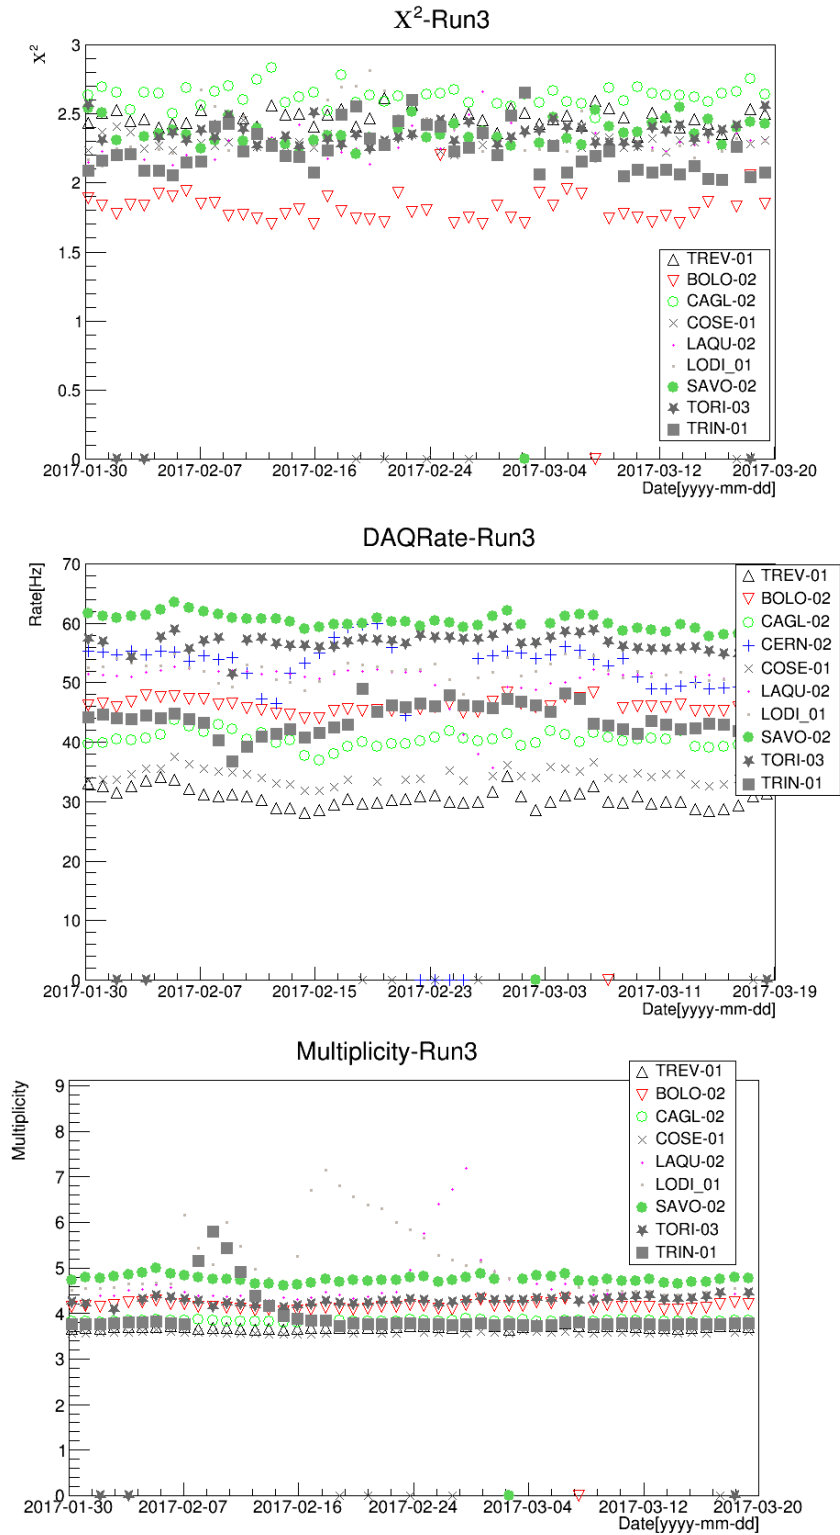 X²-Run3
X²
3
2.5
2
1.5
1
0.5
0
TREV-01
BOLO-02
CAGL-02
COSE-01
LAQU-02
LODI_01
SAVO-02
TORI-03
TRIN-01
2017-01-30 2017-02-07 2017-02-16 2017-02-24 2017-03-04 2017-03-12 2017-03-20
Date[yyyy-mm-dd]
DAQRate-Run3
Rate[Hz]
70
60
50
40
30
20
10
0
TREV-01
BOLO-02
CAGL-02
CERN-02
COSE-01
LAQU-02
LODI_01
SAVO-02
TORI-03
TRIN-01
2017-01-30 2017-02-07 2017-02-15 2017-02-23 2017-03-03 2017-03-11 2017-03-19
Date[yyyy-mm-dd]
Multiplicity-Run3
Multiplicity
9
8
7
6
5
4
3
2
1
0
TREV-01
BOLO-02
CAGL-02
COSE-01
LAQU-02
LODI_01
SAVO-02
TORI-03
TRIN-01
2017-01-30 2017-02-07 2017-02-16 2017-02-24 2017-03-04 2017-03-12 2017-03-20
Date[yyyy-mm-dd]